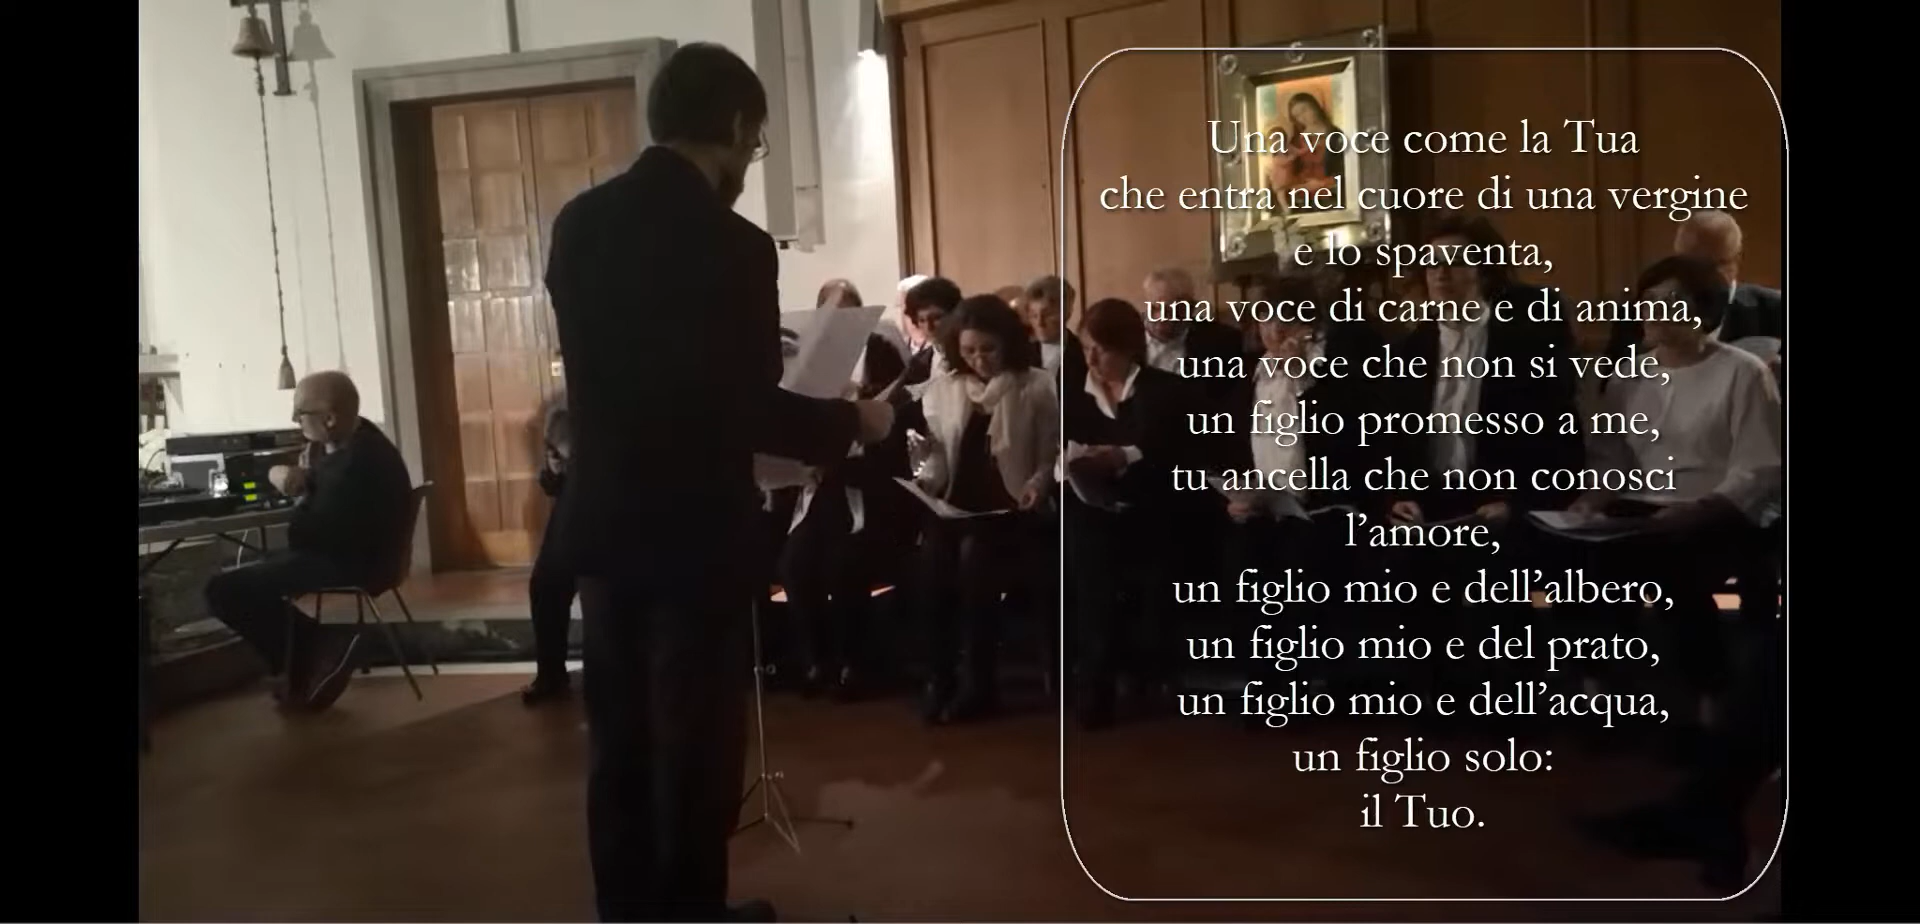 Una voce come la Tua
che entra nel cuore di una vergine
e lo spaventa,
una voce di carne e di anima,
una voce che non si vede,
un figlio promesso a me,
tu ancella che non conosci
l’amore,
un figlio mio e dell’albero,
un figlio mio e del prato,
un figlio mio e dell’acqua,
un figlio solo:
il Tuo.